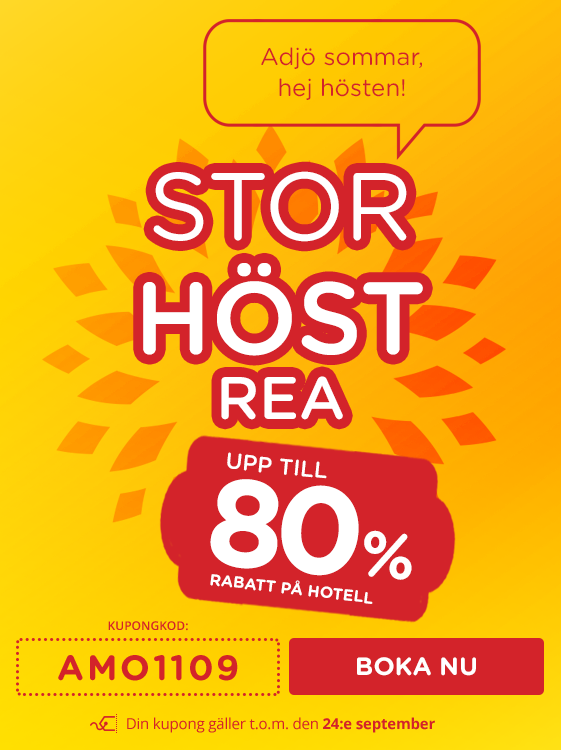 Adjö sommar,
hej hösten!
STOR
HÖST
REA
UPP TILL
80%
RABATT PÅ HOTELL
KUPONGKOD:
AMO1109
BOKA NU
Din kupong gäller t.o.m. den 24:e september